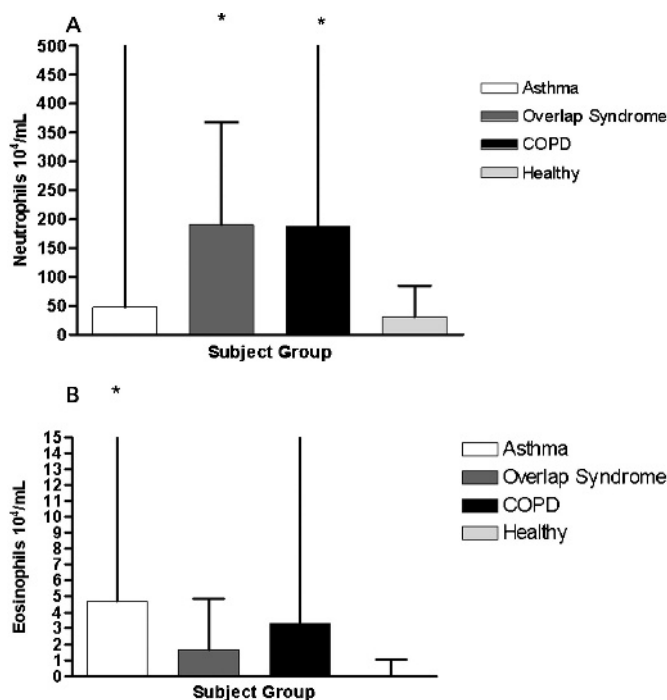 A
*
*
500
450
400
350
300
250
200
150
100
50
0
Neutrophils 10⁴/mL
Subject Group
Asthma
Overlap Syndrome
COPD
Healthy
B
*
15
14
13
12
11
10
9
8
7
6
5
4
3
2
1
0
Eosinophils 10⁴/mL
Subject Group
Asthma
Overlap Syndrome
COPD
Healthy